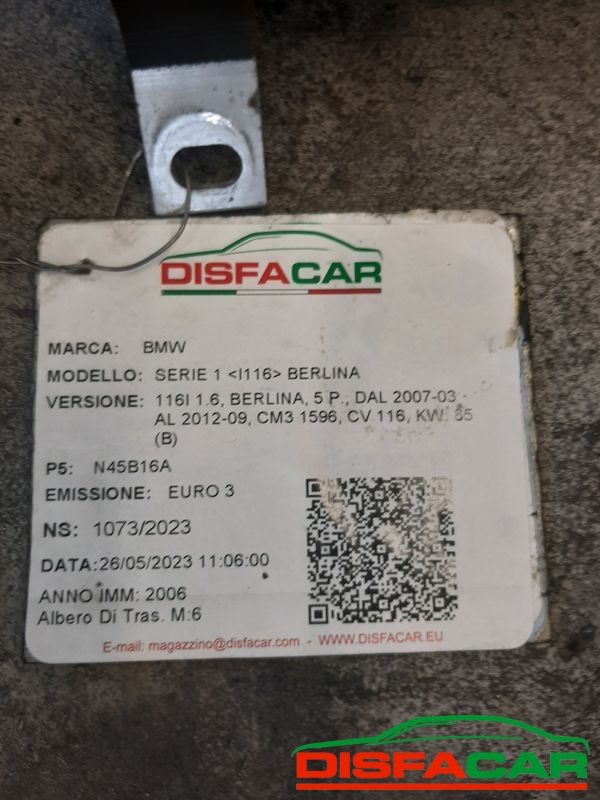 DISFACAR
MARCA: BMW
MODELLO: SERIE 1 <I116> BERLINA
VERSIONE: 116I 1.6, BERLINA, 5 P., DAL 2007-03 -
AL 2012-09, CM3 1596, CV 116, KW. 85
(B)
P5: N45B16A
EMISSIONE: EURO 3
NS: 1073/2023
DATA:26/05/2023 11:06:00
ANNO IMM: 2006
Albero Di Tras. M:6
E-mail: magazzino@disfacar.com - WWW.DISFACAR.EU
DISFACAR